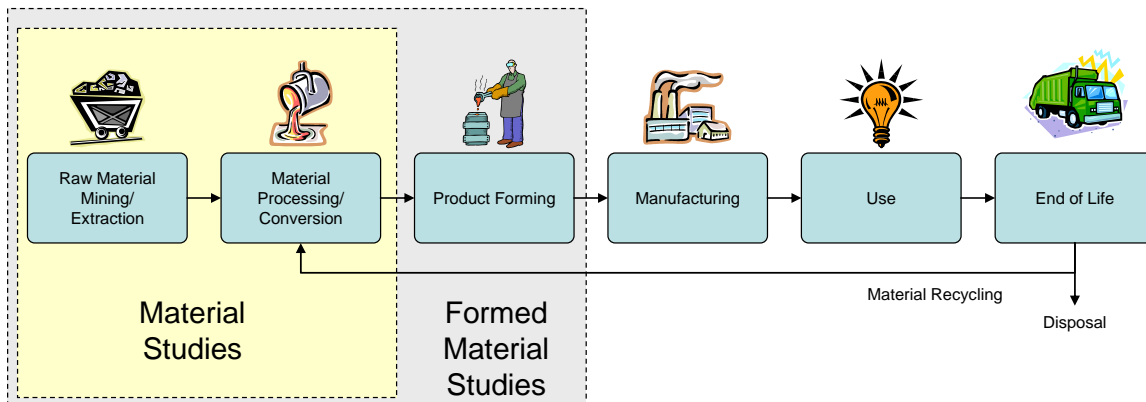 Raw Material
Mining/
Extraction
Material
Processing/
Conversion
Product Forming
Manufacturing
Use
End of Life
Material Recycling
Disposal
Material
Studies
Formed
Material
Studies